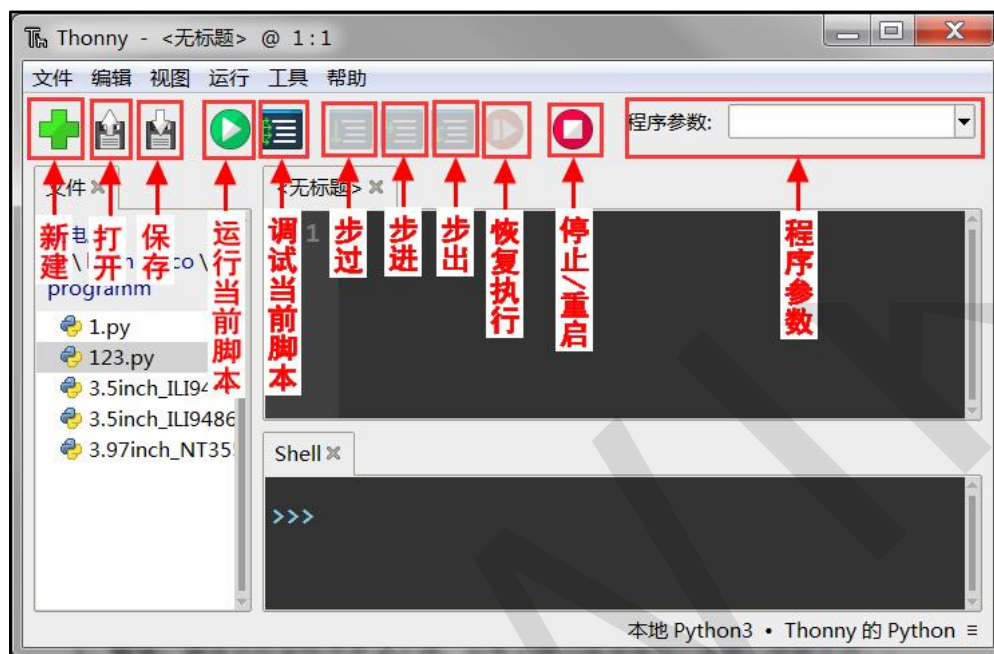 Thonny - <无标题> @ 1:1
文件 编辑 视图 运行 工具 帮助
程序参数:
文件
<无标题>
新建
打开
保存
运行当前脚本
调试当前脚本
步过
步进
步出
恢复执行
停止/重启
程序参数
1
电
co\
programm
1.py
123.py
3.5inch_ILI94
3.5inch_ILI9486
3.97inch_NT35
Shell
>>>
本地 Python3 • Thonny 的 Python ≡